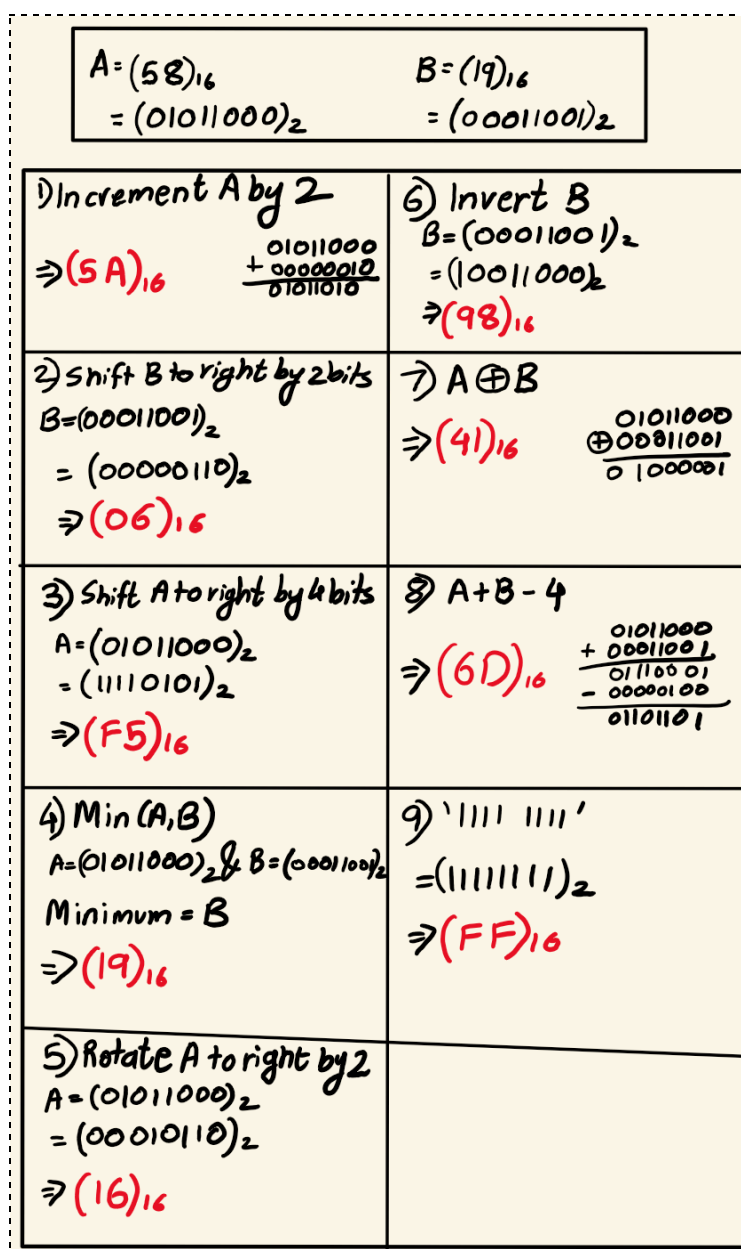 A=(58)₁₆ B=(19)₁₆
=(01011000)₂ =(00011001)₂
1) Increment A by 2
⇒(5A)₁₆
01011000
+ 00000010
01011010
2) Shift B to right by 2 bits
B=(00011001)₂
= (00000110)₂
⇒(06)₁₆
3) Shift A to right by 4 bits
A=(01011000)₂
=(11110101)₂
⇒(F5)₁₆
4) Min(A,B)
A=(01011000)₂ & B=(00011001)₂
Minimum = B
⇒(19)₁₆
5) Rotate A to right by 2
A=(01011000)₂
=(00010110)₂
⇒(16)₁₆
6) Invert B
B=(00011001)₂
=(10011000)₂
⇒(98)₁₆
7) A⊕B
⇒(41)₁₆
01011000
⊕00011001
01000001
8) A+B-4
⇒(6D)₁₆
01011000
+ 00011001
01110001
- 00000100
01101101
9) '1111 1111'
=(11111111)₂
⇒(FF)₁₆